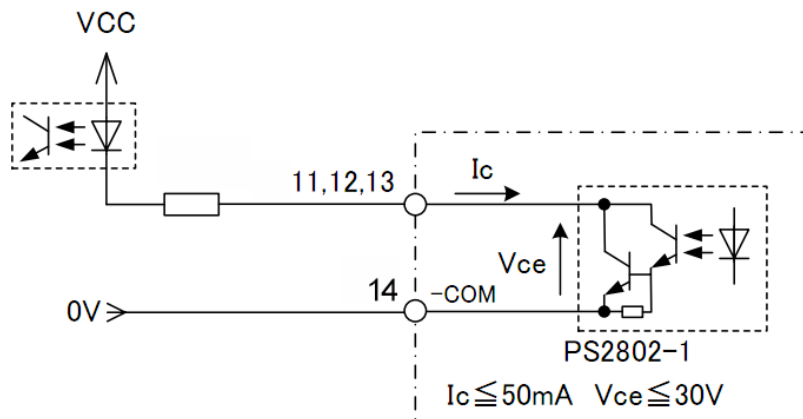 VCC
11,12,13
Ic
Vce
14
-COM
0V
PS2802-1
Ic≦50mA Vce≦30V